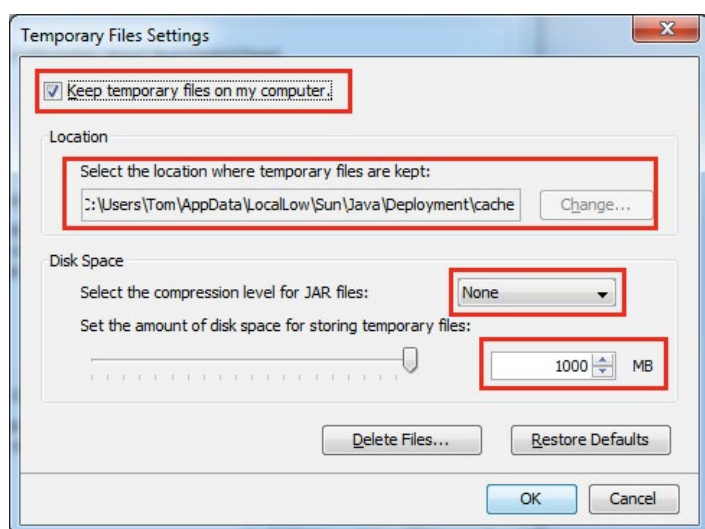 Temporary Files Settings
Keep temporary files on my computer.
Location
Select the location where temporary files are kept:
:\Users\Tom\AppData\LocalLow\Sun\Java\Deployment\cache
Change...
Disk Space
Select the compression level for JAR files:
None
Set the amount of disk space for storing temporary files:
1000 MB
Delete Files...
Restore Defaults
OK
Cancel